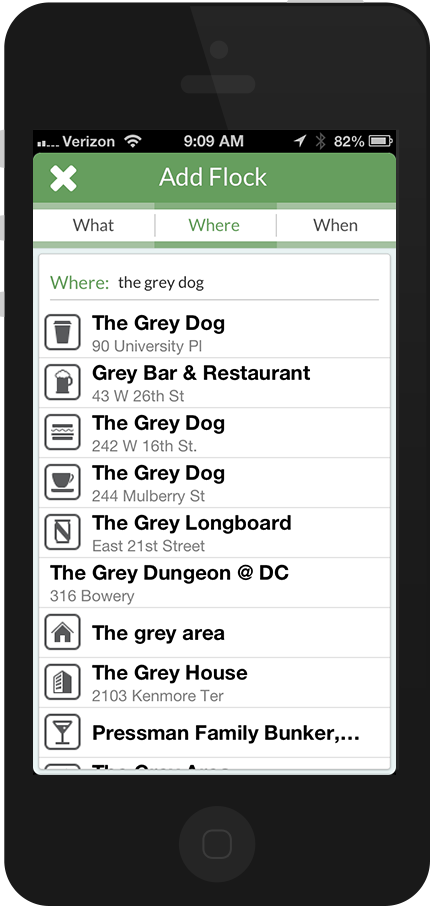 Verizon 9:09 AM 82%
Add Flock
What Where When
Where: the grey dog
The Grey Dog
90 University Pl
Grey Bar & Restaurant
43 W 26th St
The Grey Dog
242 W 16th St.
The Grey Dog
244 Mulberry St
The Grey Longboard
East 21st Street
The Grey Dungeon @ DC
316 Bowery
The grey area
The Grey House
2103 Kenmore Ter
Pressman Family Bunker,...
The Grey Area